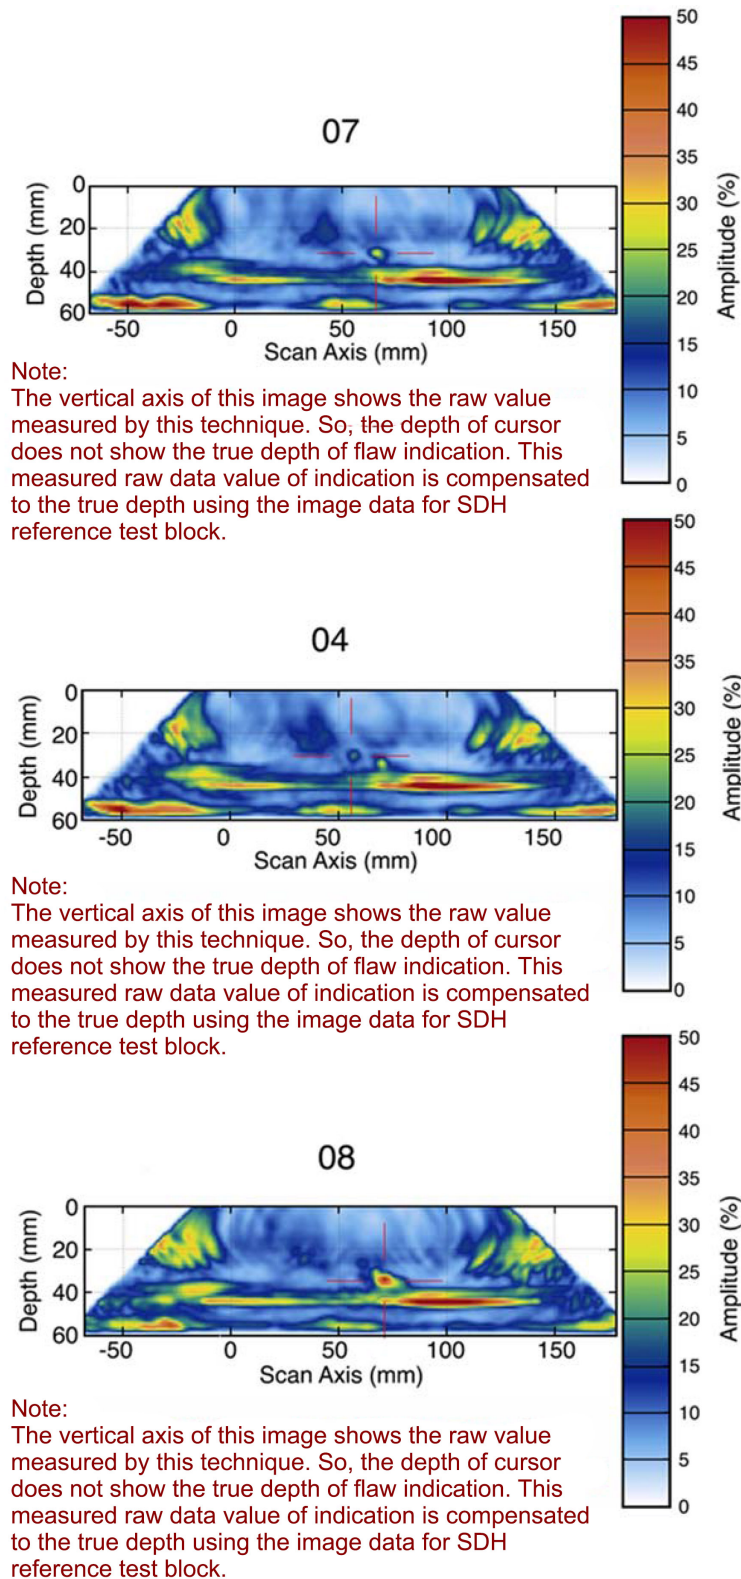 50
45
40
35
30
25
20
15
10
5
0
Amplitude (%)
07
0
20
40
60
Depth (mm)
-50 0 50 100 150
Scan Axis (mm)
Note:
The vertical axis of this image shows the raw value
measured by this technique. So, the depth of cursor
does not show the true depth of flaw indication. This
measured raw data value of indication is compensated
to the true depth using the image data for SDH
reference test block.
50
45
40
35
30
25
20
15
10
5
0
Amplitude (%)
04
0
20
40
60
Depth (mm)
-50 0 50 100 150
Scan Axis (mm)
Note:
The vertical axis of this image shows the raw value
measured by this technique. So, the depth of cursor
does not show the true depth of flaw indication. This
measured raw data value of indication is compensated
to the true depth using the image data for SDH
reference test block.
50
45
40
35
30
25
20
15
10
5
0
Amplitude (%)
08
0
20
40
60
Depth (mm)
-50 0 50 100 150
Scan Axis (mm)
Note:
The vertical axis of this image shows the raw value
measured by this technique. So, the depth of cursor
does not show the true depth of flaw indication. This
measured raw data value of indication is compensated
to the true depth using the image data for SDH
reference test block.